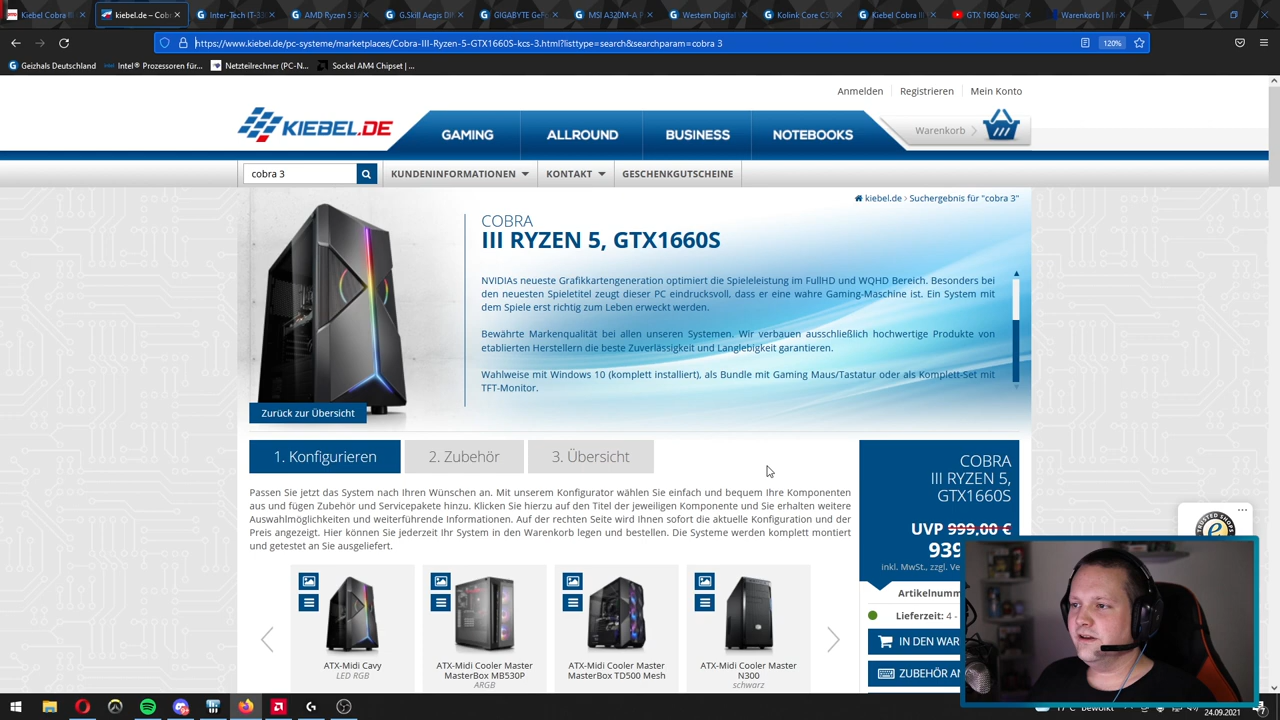 Kiebel Cobra II
kiebel.de – Cob
Inter-Tech IT-33
AMD Ryzen 5 3
G.Skill Aegis DI
GIGABYTE GeF
MSI A320M-A P
Western Digital
Kolink Core C50
Kiebel Cobra III
GTX 1660 Super
Warenkorb | Mi
https://www.kiebel.de/pc-systeme/marketplaces/Cobra-III-Ryzen-5-GTX1660S-kcs-3.html?listtype=search&searchparam=cobra 3
120%
Geizhals Deutschland
Intel® Prozessoren für...
Netzteilrechner (PC-N...
Sockel AM4 Chipset | ...
Anmelden
Registrieren
Mein Konto
KIEBEL.DE
GAMING
ALLROUND
BUSINESS
NOTEBOOKS
Warenkorb
cobra 3
KUNDENINFORMATIONEN
KONTAKT
GESCHENKGUTSCHEINE
kiebel.de › Suchergebnis für "cobra 3"
COBRA
III RYZEN 5, GTX1660S
NVIDIAs neueste Grafikkartengeneration optimiert die Spieleleistung im FullHD und WQHD Bereich. Besonders bei
den neuesten Spieletitel zeugt dieser PC eindrucksvoll, dass er eine wahre Gaming-Maschine ist. Ein System mit
dem Spiele erst richtig zum Leben erweckt werden.
Bewährte Markenqualität bei allen unseren Systemen. Wir verbauen ausschließlich hochwertige Produkte von
etablierten Herstellern die beste Zuverlässigkeit und Langlebigkeit garantieren.
Wahlweise mit Windows 10 (komplett installiert), als Bundle mit Gaming Maus/Tastatur oder als Komplett-Set mit
TFT-Monitor.
Zurück zur Übersicht
1. Konfigurieren
2. Zubehör
3. Übersicht
Passen Sie jetzt das System nach Ihren Wünschen an. Mit unserem Konfigurator wählen Sie einfach und bequem Ihre Komponenten
aus und fügen Zubehör und Servicepakete hinzu. Klicken Sie hierzu auf den Titel der jeweiligen Komponente und Sie erhalten weitere
Auswahlmöglichkeiten und weiterführende Informationen. Auf der rechten Seite wird Ihnen sofort die aktuelle Konfiguration und der
Preis angezeigt. Hier können Sie jederzeit Ihr System in den Warenkorb legen und bestellen. Die Systeme werden komplett montiert
und getestet an Sie ausgeliefert.
COBRA
III RYZEN 5,
GTX1660S
UVP 999,00 €
939
inkl. MwSt., zzgl. Ve
Artikelnumm
Lieferzeit: 4 -
IN DEN WAR
ZUBEHÖR AN
TRUSTED SHOPS
ATX-Midi Cavy
LED RGB
ATX-Midi Cooler Master
MasterBox MB530P
ARGB
ATX-Midi Cooler Master
MasterBox TD500 Mesh
ATX-Midi Cooler Master
N300
schwarz
17°C bewölkt
24.09.2021